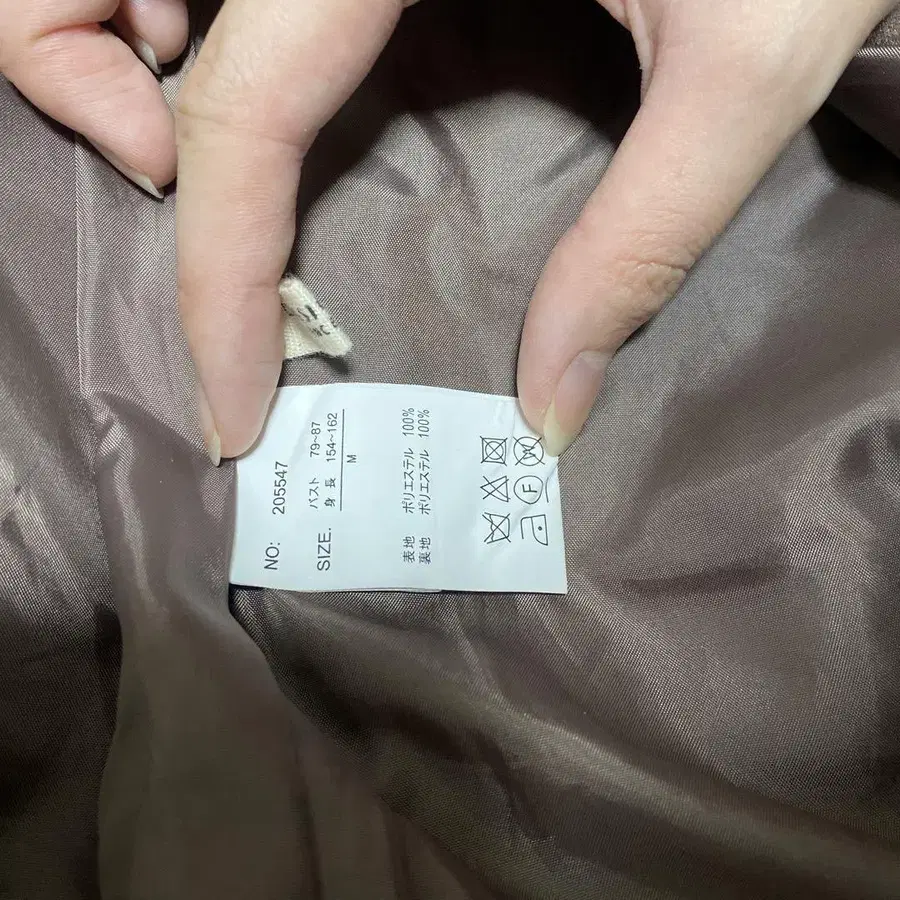 NO: 205547
SIZE.
バスト 79~87
身長 154~162
M
表地 ポリエステル 100%
裏地 ポリエステル 100%
W
F